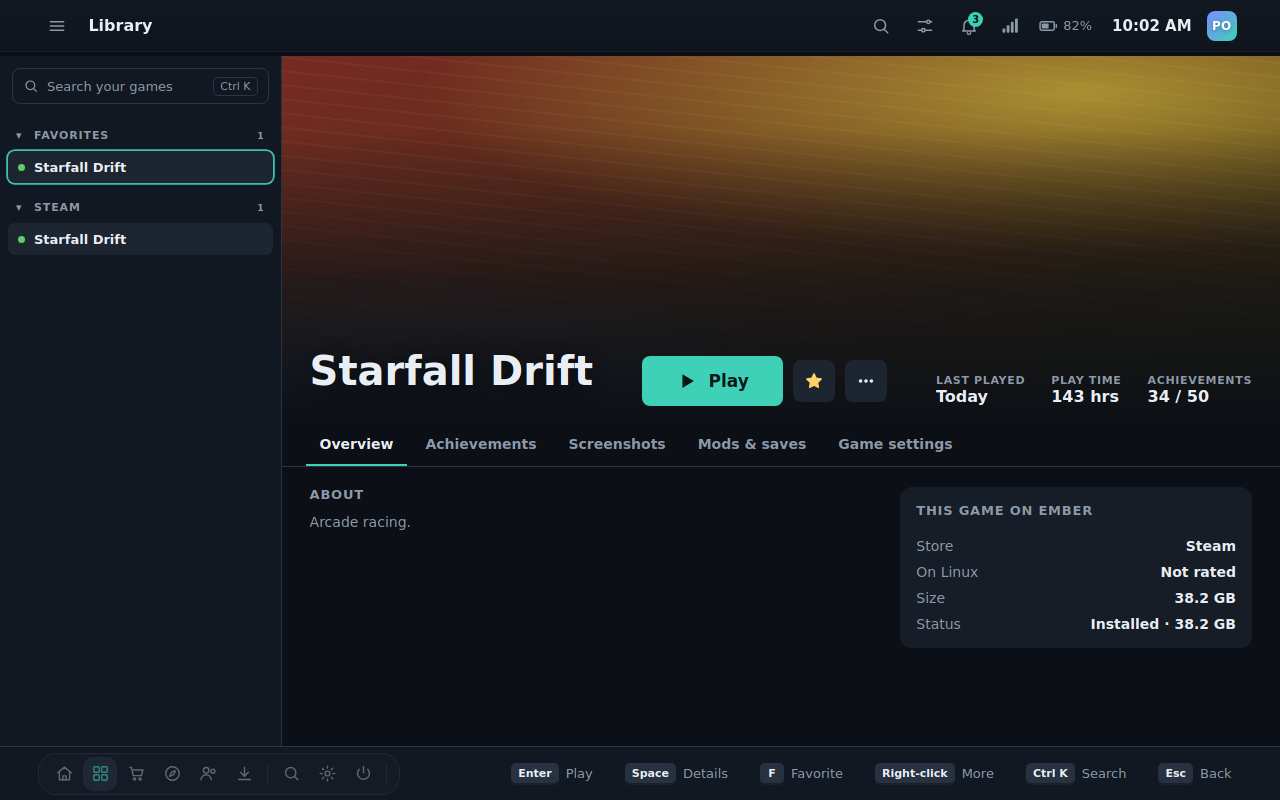 Library
3
82%
10:02 AM
PO
Search your games
Ctrl K
FAVORITES
1
Starfall Drift
STEAM
1
Starfall Drift
Starfall Drift
Play
LAST PLAYED
Today
PLAY TIME
143 hrs
ACHIEVEMENTS
34 / 50
Overview
Achievements
Screenshots
Mods & saves
Game settings
ABOUT
Arcade racing.
THIS GAME ON EMBER
Store Steam
On Linux Not rated
Size 38.2 GB
Status Installed · 38.2 GB
Enter Play
Space Details
F Favorite
Right-click More
Ctrl K Search
Esc Back